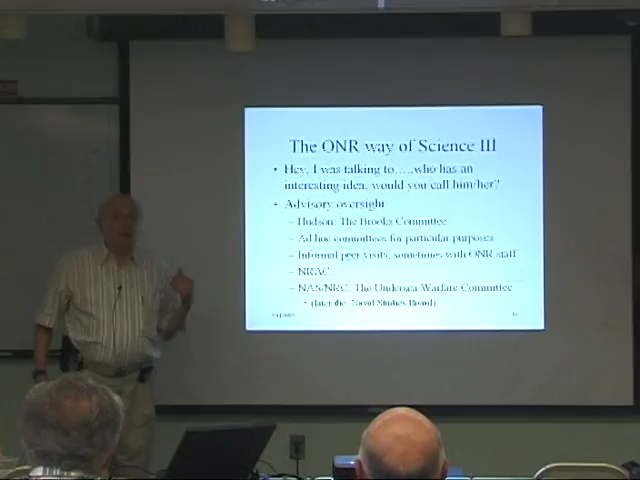 The ONR way of Science III
• Hey, I was talking to…..who has an
interesting idea, would you call him/her?
• Advisory oversight
– Hudson: The Brooks Committee
– Ad hoc committees for particular purposes
– Informal peer visits, sometimes with ONR staff
– NRAC
– NAS/NRC: The Undersea Warfare Committee
• (later the: Naval Studies Board)